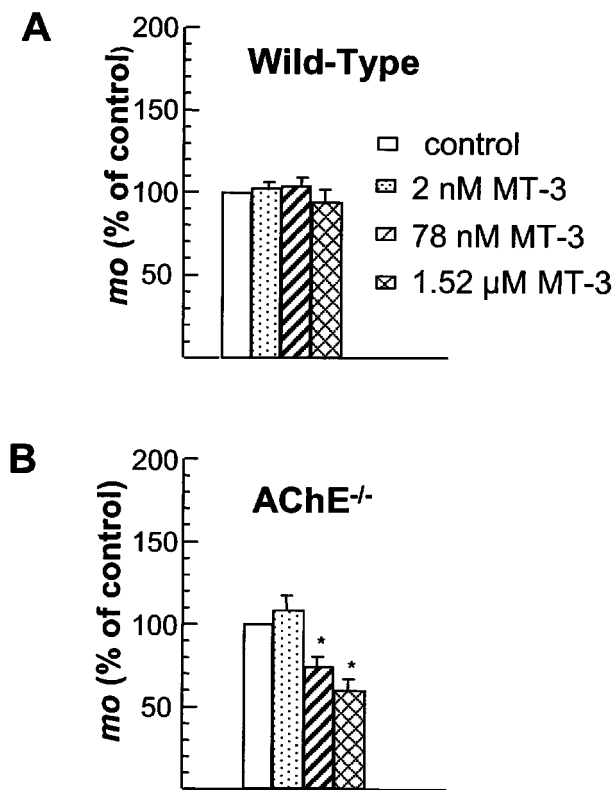 A
200
Wild-Type
150
control
100
2 nM MT-3
78 nM MT-3
50
1.52 µM MT-3
mo (% of control)
B
200
AChE-/-
150
100
* *
50
mo (% of control)